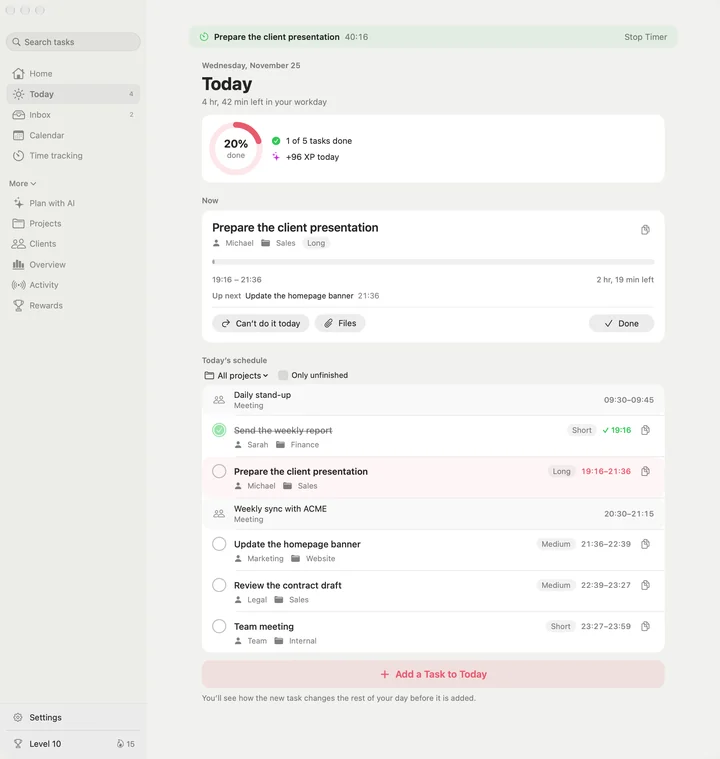 Search tasks
Home
Today 4
Inbox 2
Calendar
Time tracking
More
Plan with AI
Projects
Clients
Overview
Activity
Rewards
Settings
Level 10 15
Prepare the client presentation 40:16 Stop Timer
Wednesday, November 25
Today
4 hr, 42 min left in your workday
20%
done
1 of 5 tasks done
+96 XP today
Now
Prepare the client presentation
Michael Sales Long
19:16 – 21:36 2 hr, 19 min left
Up next Update the homepage banner 21:36
Can't do it today Files Done
Today's schedule
All projects Only unfinished
Daily stand-up 09:30–09:45
Meeting
Send the weekly report Short 19:16
Sarah Finance
Prepare the client presentation Long 19:16–21:36
Michael Sales
Weekly sync with ACME 20:30–21:15
Meeting
Update the homepage banner Medium 21:36–22:39
Marketing Website
Review the contract draft Medium 22:39–23:27
Legal Sales
Team meeting Short 23:27–23:59
Team Internal
+ Add a Task to Today
You'll see how the new task changes the rest of your day before it is added.